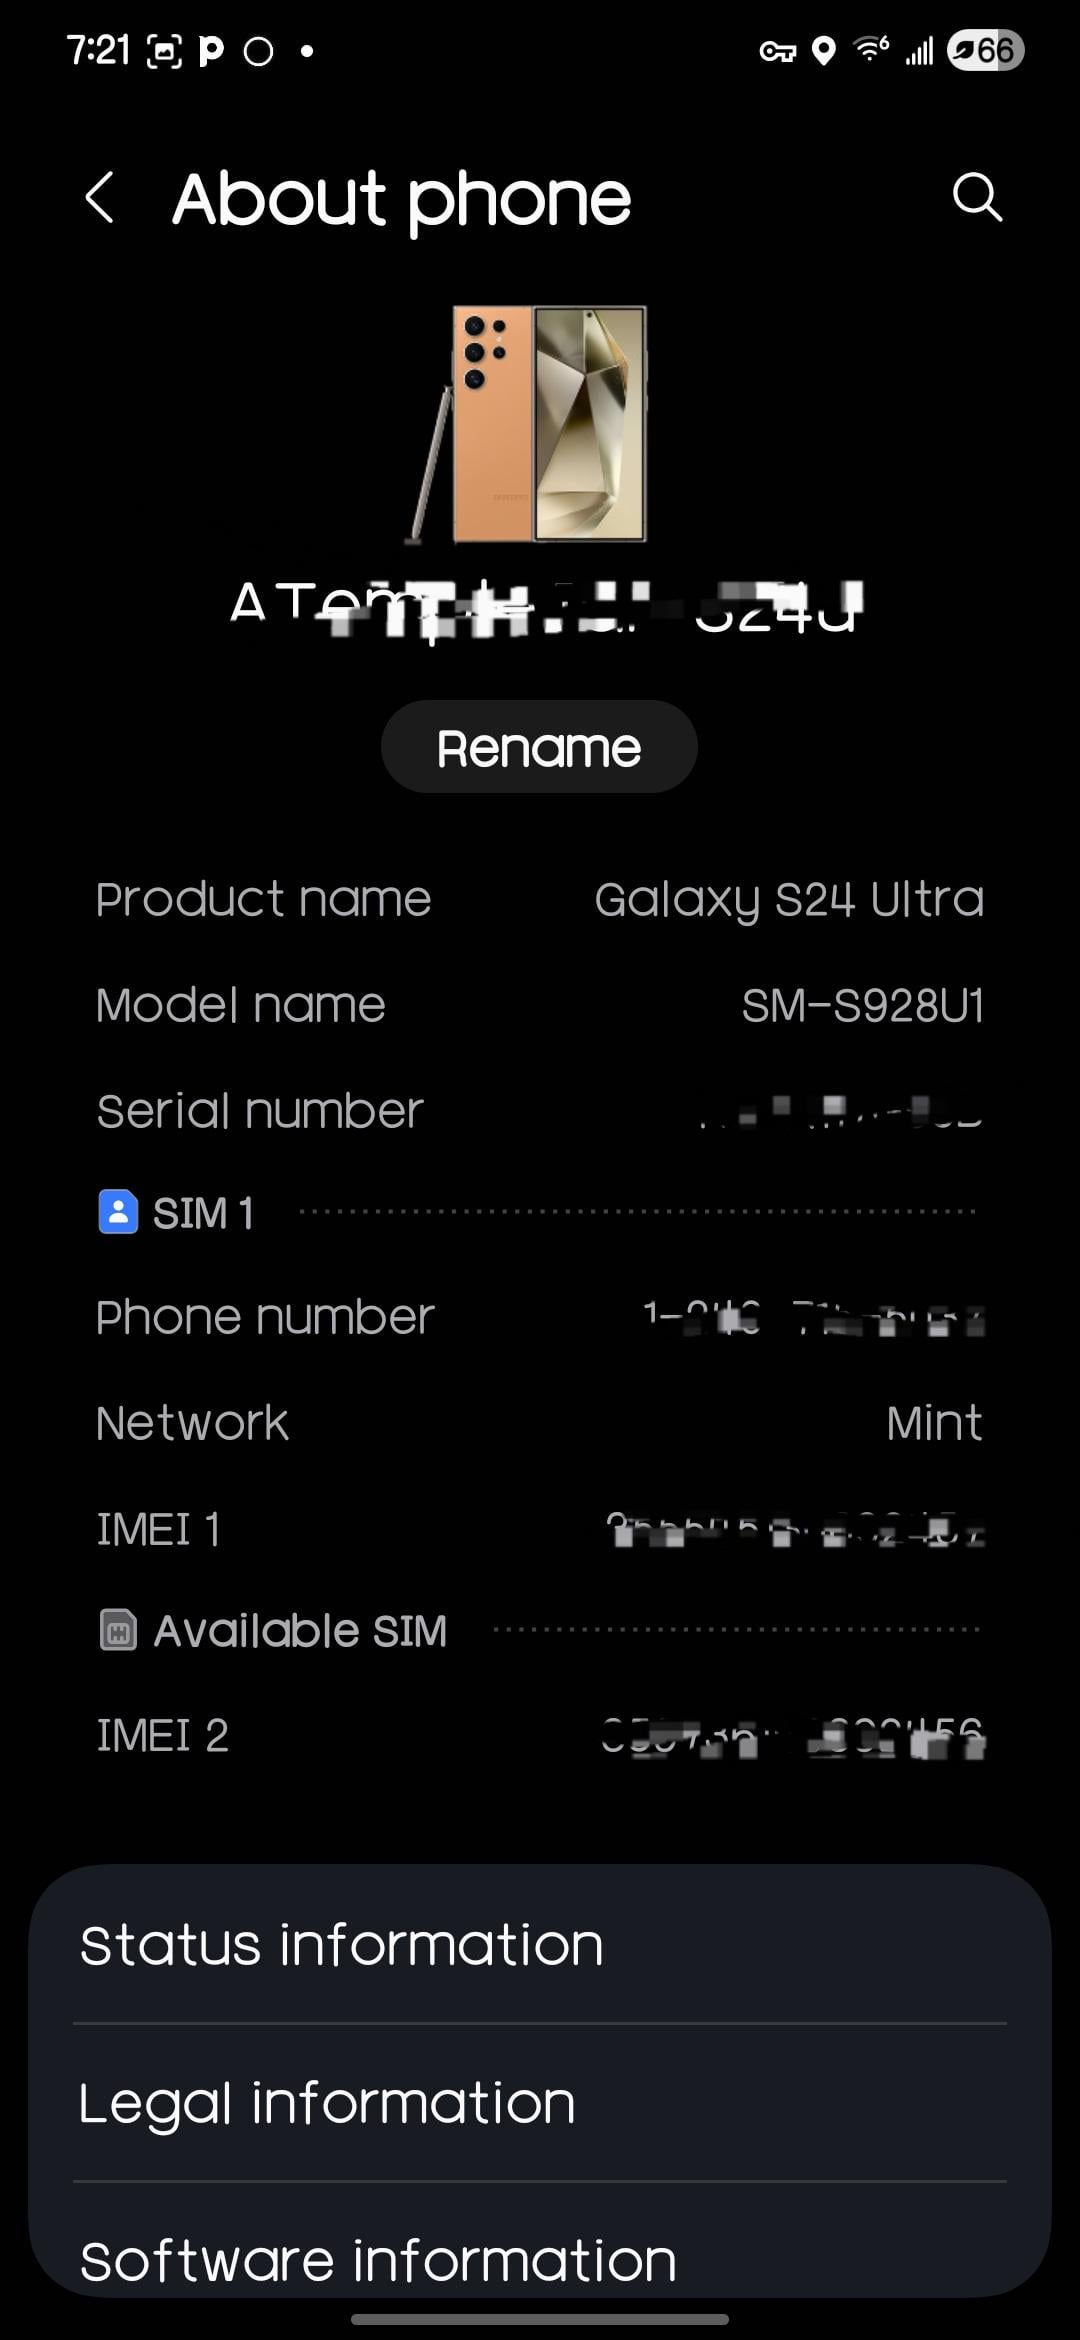 7:21
66
About phone
Rename
Product name Galaxy S24 Ultra
Model name SM-S928U1
Serial number
SIM 1
Phone number
Network Mint
IMEI 1
Available SIM
IMEI 2
Status information
Legal information
Software information